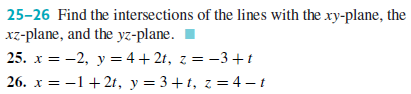 25–26 Find the intersections of the lines with the xy-plane, the
xz-plane, and the yz-plane. ■
25. x = −2, y = 4 + 2t, z = −3 + t
26. x = −1 + 2t, y = 3 + t, z = 4 − t